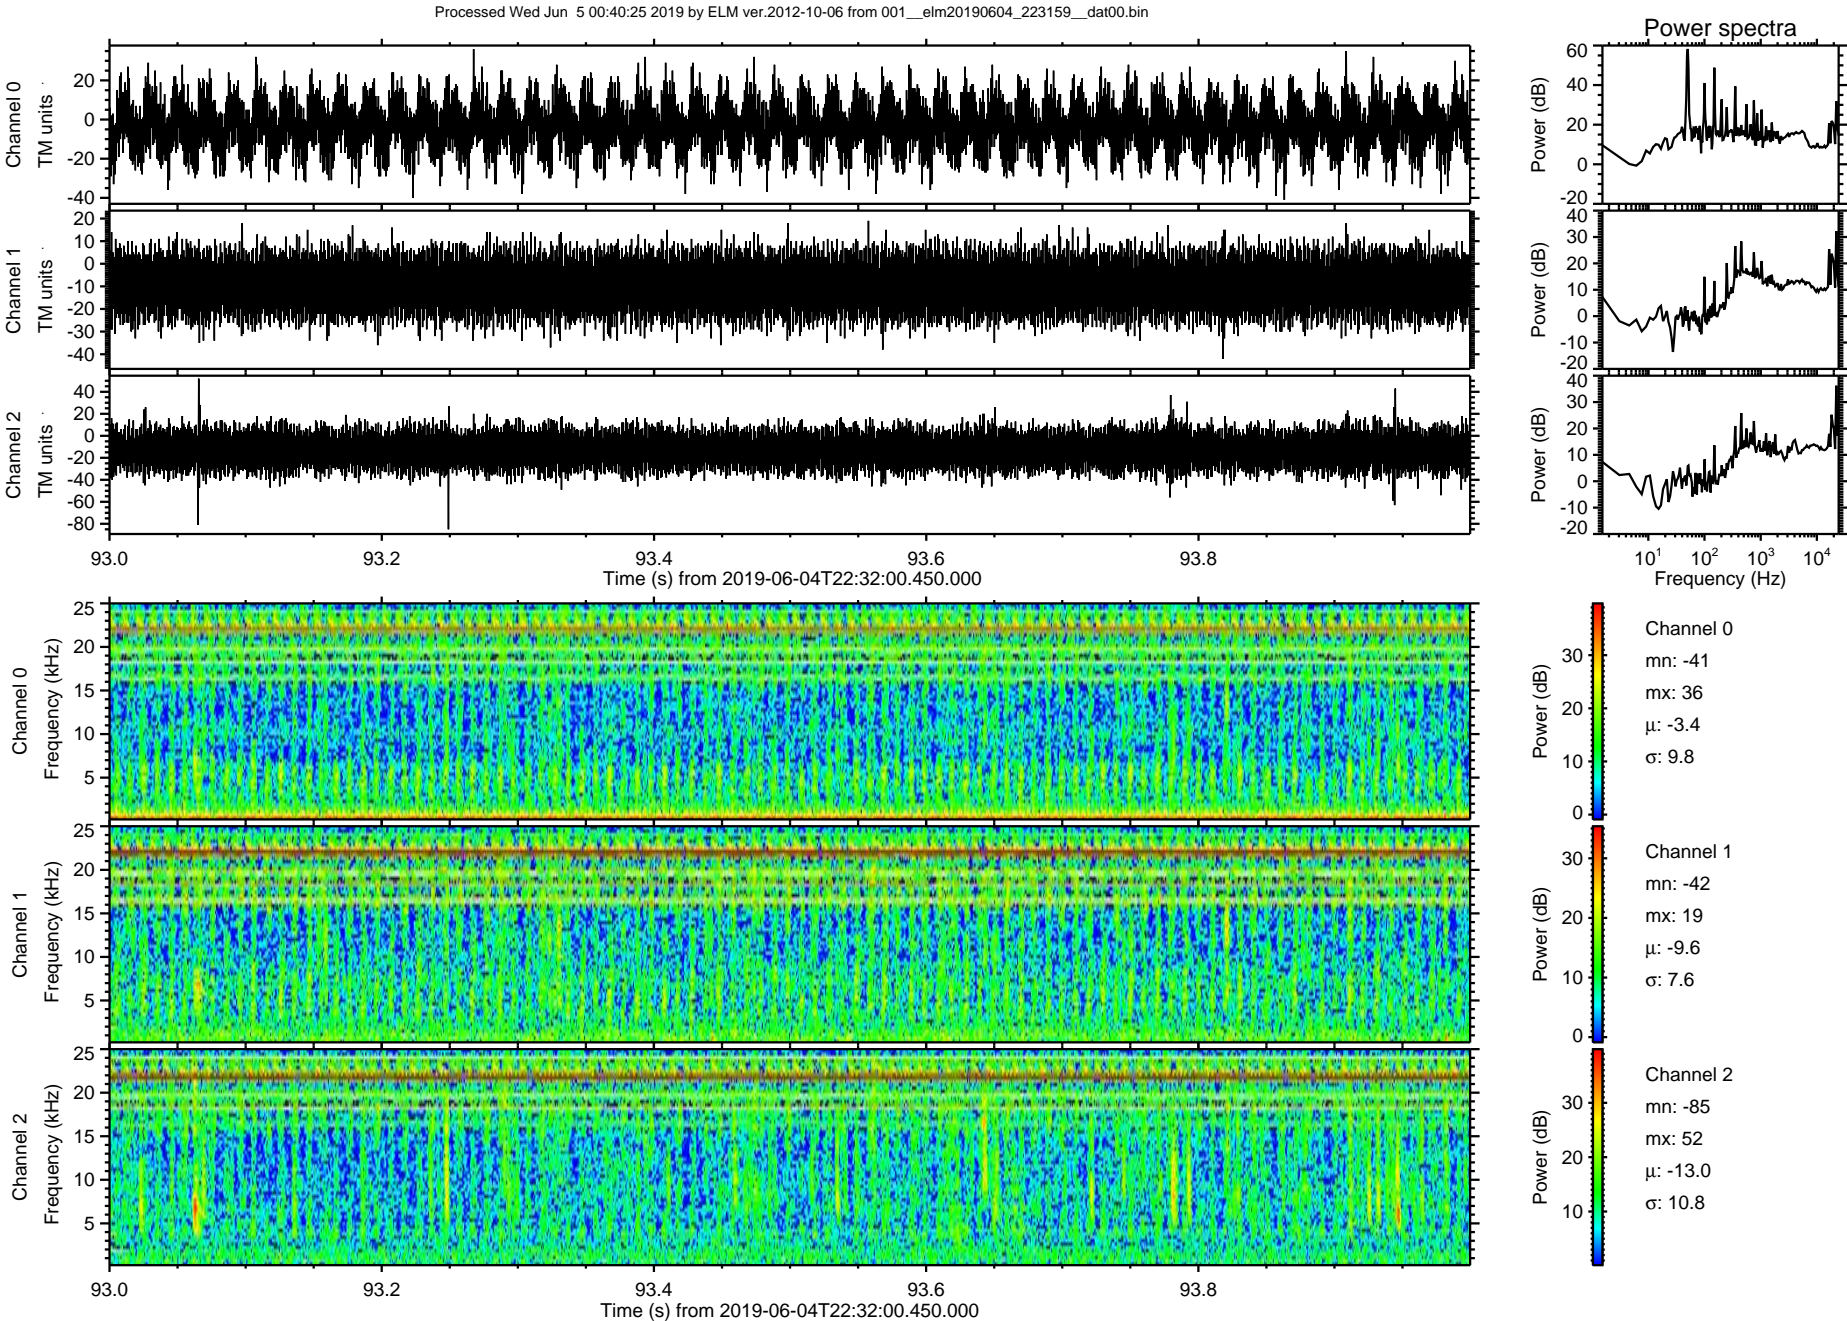 Processed Wed Jun  5 00:40:25 2019 by ELM ver.2012-10-06 from 001__elm20190604_223159__dat00.bin
Power spectra
Channel 0
TM units
20
0
-20
-40
Power (dB)
60
40
20
0
-20
Channel 1
TM units
20
10
0
-10
-20
-30
-40
Power (dB)
40
30
20
10
0
-10
-20
Channel 2
TM units
40
20
0
-20
-40
-60
-80
Power (dB)
40
30
20
10
0
-10
-20
93.0 93.2 93.4 93.6 93.8
Time (s) from 2019-06-04T22:32:00.450.000
10¹ 10² 10³ 10⁴
Frequency (Hz)
Channel 0
Frequency (kHz)
25
20
15
10
5
Power (dB)
30
20
10
0
Channel 0
mn: -41
mx: 36
μ: -3.4
σ: 9.8
Channel 1
Frequency (kHz)
25
20
15
10
5
Power (dB)
30
20
10
0
Channel 1
mn: -42
mx: 19
μ: -9.6
σ: 7.6
Channel 2
Frequency (kHz)
25
20
15
10
5
Power (dB)
30
20
10
Channel 2
mn: -85
mx: 52
μ: -13.0
σ: 10.8
93.0 93.2 93.4 93.6 93.8
Time (s) from 2019-06-04T22:32:00.450.000